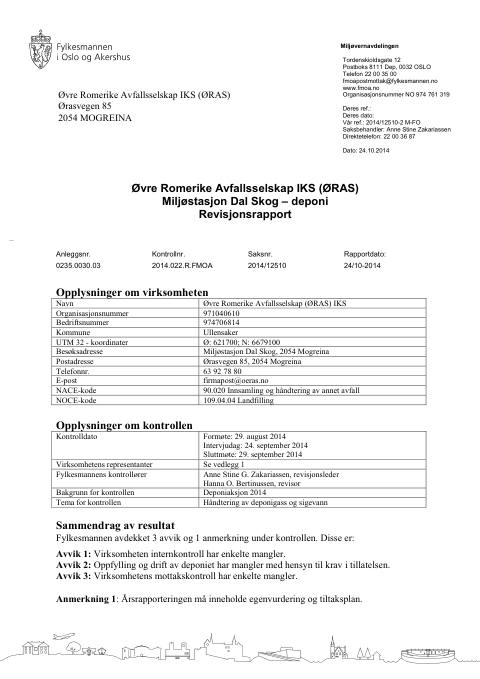 Fylkesmannen
i Oslo og Akershus
Miljøvernavdelingen
Tordenskioldsgate 12
Postboks 8111 Dep, 0032 OSLO
Telefon 22 00 35 00
fmoapostmottak@fylkesmannen.no
www.fmoa.no
Organisasjonsnummer NO 974 761 319
Øvre Romerike Avfallsselskap IKS (ØRAS)
Ørasvegen 85
2054 MOGREINA
Deres ref.:
Deres dato:
Vår ref.: 2014/12510-2 M-FO
Saksbehandler: Anne Stine Zakariassen
Direktetelefon: 22 00 36 87
Dato: 24.10.2014
Øvre Romerike Avfallsselskap IKS (ØRAS)
Miljøstasjon Dal Skog – deponi
Revisjonsrapport
Anleggsnr. Kontrollnr. Saksnr. Rapportdato:
0235.0030.03 2014.022.R.FMOA 2014/12510 24/10-2014
Opplysninger om virksomheten
Navn Øvre Romerike Avfallsselskap (ØRAS) IKS
Organisasjonsnummer 971040610
Bedriftsnummer 974706814
Kommune Ullensaker
UTM 32 - koordinater Ø: 621700; N: 6679100
Besøksadresse Miljøstasjon Dal Skog, 2054 Mogreina
Postadresse Ørasvegen 85, 2054 Mogreina
Telefonnr. 63 92 78 80
E-post firmapost@oeras.no
NACE-kode 90.020 Innsamling og håndtering av annet avfall
NOCE-kode 109.04.04 Landfilling
Opplysninger om kontrollen
Kontrolldato Formøte: 29. august 2014
Intervjudag: 24. september 2014
Sluttmøte: 29. september 2014
Virksomhetens representanter Se vedlegg 1
Fylkesmannens kontrollører Anne Stine G. Zakariassen, revisjonsleder
Hanna O. Bertinussen, revisor
Bakgrunn for kontrollen Deponiaksjon 2014
Tema for kontrollen Håndtering av deponigass og sigevann
Sammendrag av resultat
Fylkesmannen avdekket 3 avvik og 1 anmerkning under kontrollen. Disse er:
Avvik 1: Virksomheten internkontroll har enkelte mangler.
Avvik 2: Oppfylling og drift av deponiet har mangler med hensyn til krav i tillatelsen.
Avvik 3: Virksomhetens mottakskontroll har enkelte mangler.
Anmerkning 1: Årsrapporteringen må inneholde egenvurdering og tiltaksplan.